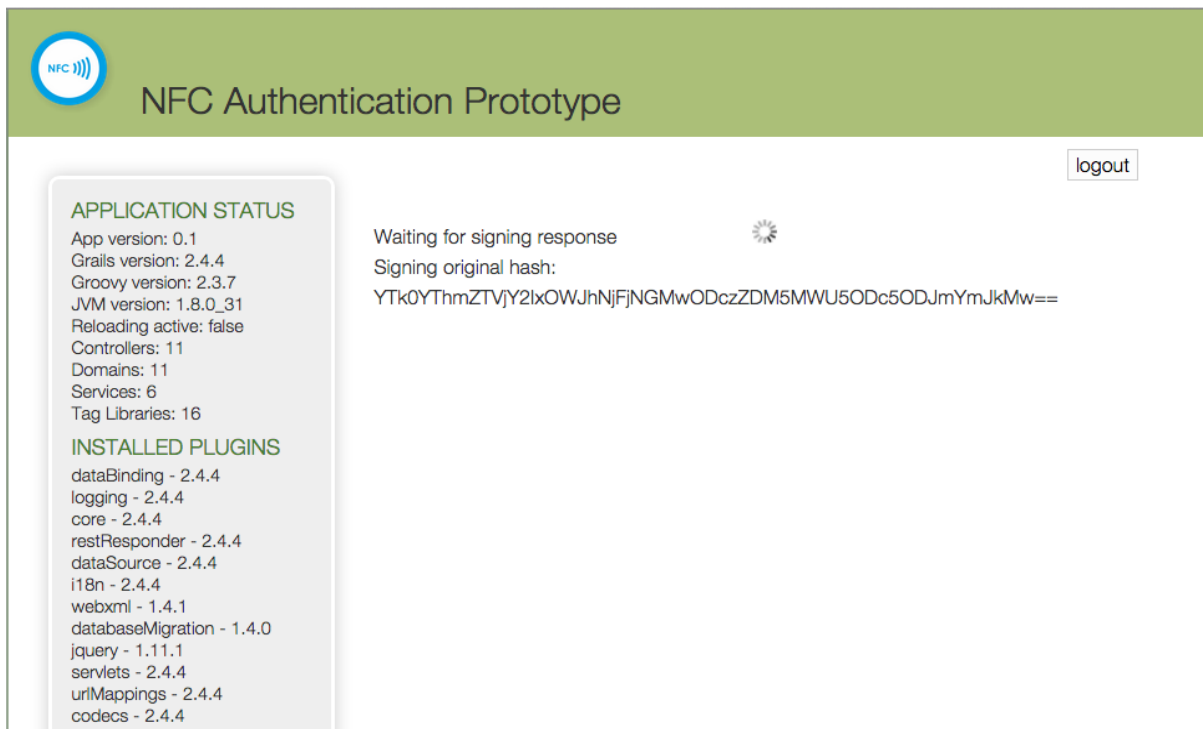 NFC
NFC Authentication Prototype
logout
APPLICATION STATUS
App version: 0.1
Grails version: 2.4.4
Groovy version: 2.3.7
JVM version: 1.8.0_31
Reloading active: false
Controllers: 11
Domains: 11
Services: 6
Tag Libraries: 16
INSTALLED PLUGINS
dataBinding - 2.4.4
logging - 2.4.4
core - 2.4.4
restResponder - 2.4.4
dataSource - 2.4.4
i18n - 2.4.4
webxml - 1.4.1
databaseMigration - 1.4.0
jquery - 1.11.1
servlets - 2.4.4
urlMappings - 2.4.4
codecs - 2.4.4
Waiting for signing response
Signing original hash:
YTk0YThmZTVjY2IxOWJhNjFjNGMwODczZDM5MWU5ODc5ODJmYmJkMw==